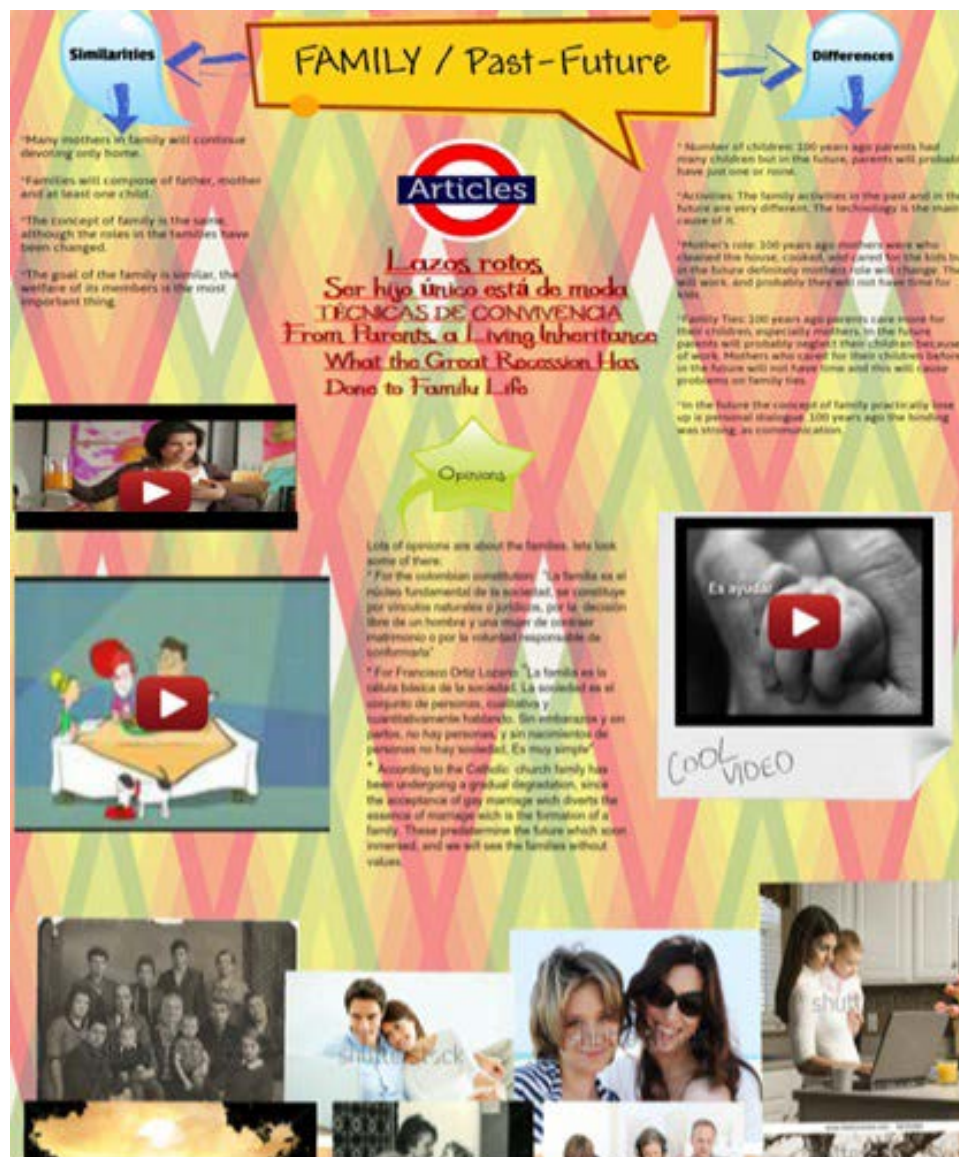 FAMILY / Past-Future
Similarities
Differences
*Many mothers in family will continue
devoting only home.
*Families will compose of father, mother
and at least one child.
*The concept of family is the same,
although the roles in the families have
been changed.
*The goal of the family is similar, the
welfare of its members is the most
important thing.
* Number of children: 100 years ago parents had
many children but in the future, parents will probabl
have just one or none.
*Activities: The family activities in the past and in the
future are very different. The technology is the main
cause of it.
*Mother's role: 100 years ago mothers were who
cleaned the house, cooked, and cared for the kids bu
in the future definitely mothers role will change. The
will work, and probably they will not have time for
kids.
*Family Ties: 100 years ago parents care more for
their children, especially mothers. In the future
parents will probably neglect their children because
of work. Mothers who cared for their children before
in the future will not have time and this will cause
problems on family ties.
*In the future the concept of family practically lose
up is personal dialogue. 100 years ago the binding
was strong, as communication.
Articles
Lazos rotos
Ser hijo único está de moda
TÉCNICAS DE CONVIVENCIA
From Parents, a Living Inheritance
What the Great Recession Has
Done to Family Life
Opinions
Lots of opinions are about the families, lets look
some of there:
* For the colombian constitution: "La familia es el
núcleo fundamental de la sociedad, se constituye
por vínculos naturales o jurídicos, por la decisión
libre de un hombre y una mujer de contraer
matrimonio o por la voluntad responsable de
conformarla"
* For Francisco Ortiz Lozano "La familia es la
célula básica de la sociedad. La sociedad es el
conjunto de personas, cualitativa y
cuantitativamente hablando. Sin embarazos y sin
partos, no hay personas, y sin nacimientos de
personas no hay sociedad. Es muy simple"
* According to the Catholic church family has
been undergoing a gradual degradation, since
the acceptance of gay marriage wich diverts the
essence of marriage wich is the formation of a
family. These predetermine the future which soon
inmersed, and we will see the families without
values.
Es ayudar
COOL
VIDEO
shutterstock
shutt